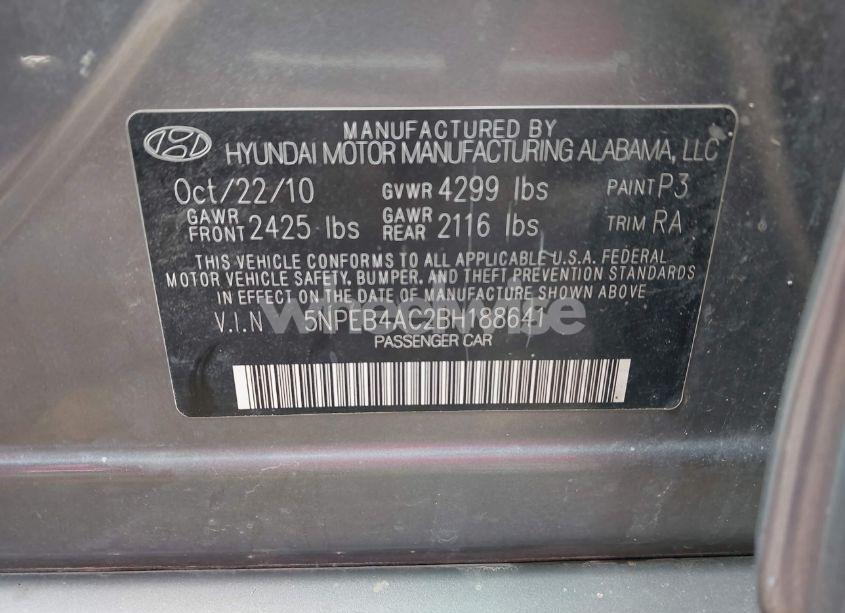 MANUFACTURED BY
HYUNDAI MOTOR MANUFACTURING ALABAMA, LLC
Oct/22/10 GVWR 4299 lbs PAINT P3
GAWR FRONT 2425 lbs GAWR REAR 2116 lbs TRIM RA
THIS VEHICLE CONFORMS TO ALL APPLICABLE U.S.A. FEDERAL
MOTOR VEHICLE SAFETY, BUMPER, AND THEFT PREVENTION STANDARDS
IN EFFECT ON THE DATE OF MANUFACTURE SHOWN ABOVE
V.I.N 5NPEB4AC2BH188641
PASSENGER CAR